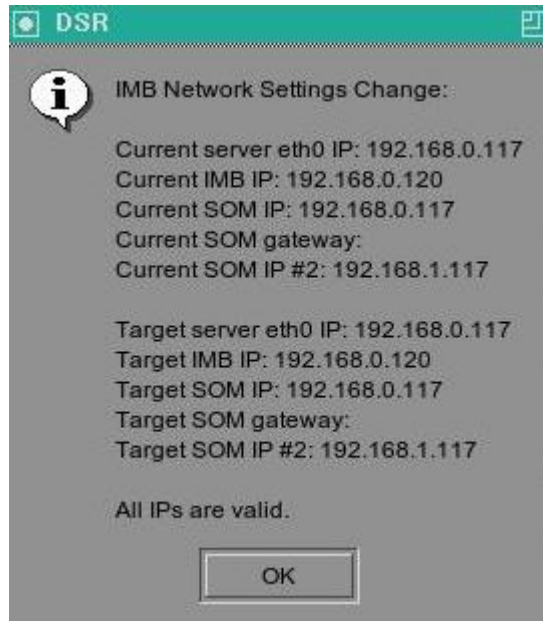 DSR
IMB Network Settings Change:
Current server eth0 IP: 192.168.0.117
Current IMB IP: 192.168.0.120
Current SOM IP: 192.168.0.117
Current SOM gateway:
Current SOM IP #2: 192.168.1.117
Target server eth0 IP: 192.168.0.117
Target IMB IP: 192.168.0.120
Target SOM IP: 192.168.0.117
Target SOM gateway:
Target SOM IP #2: 192.168.1.117
All IPs are valid.
OK